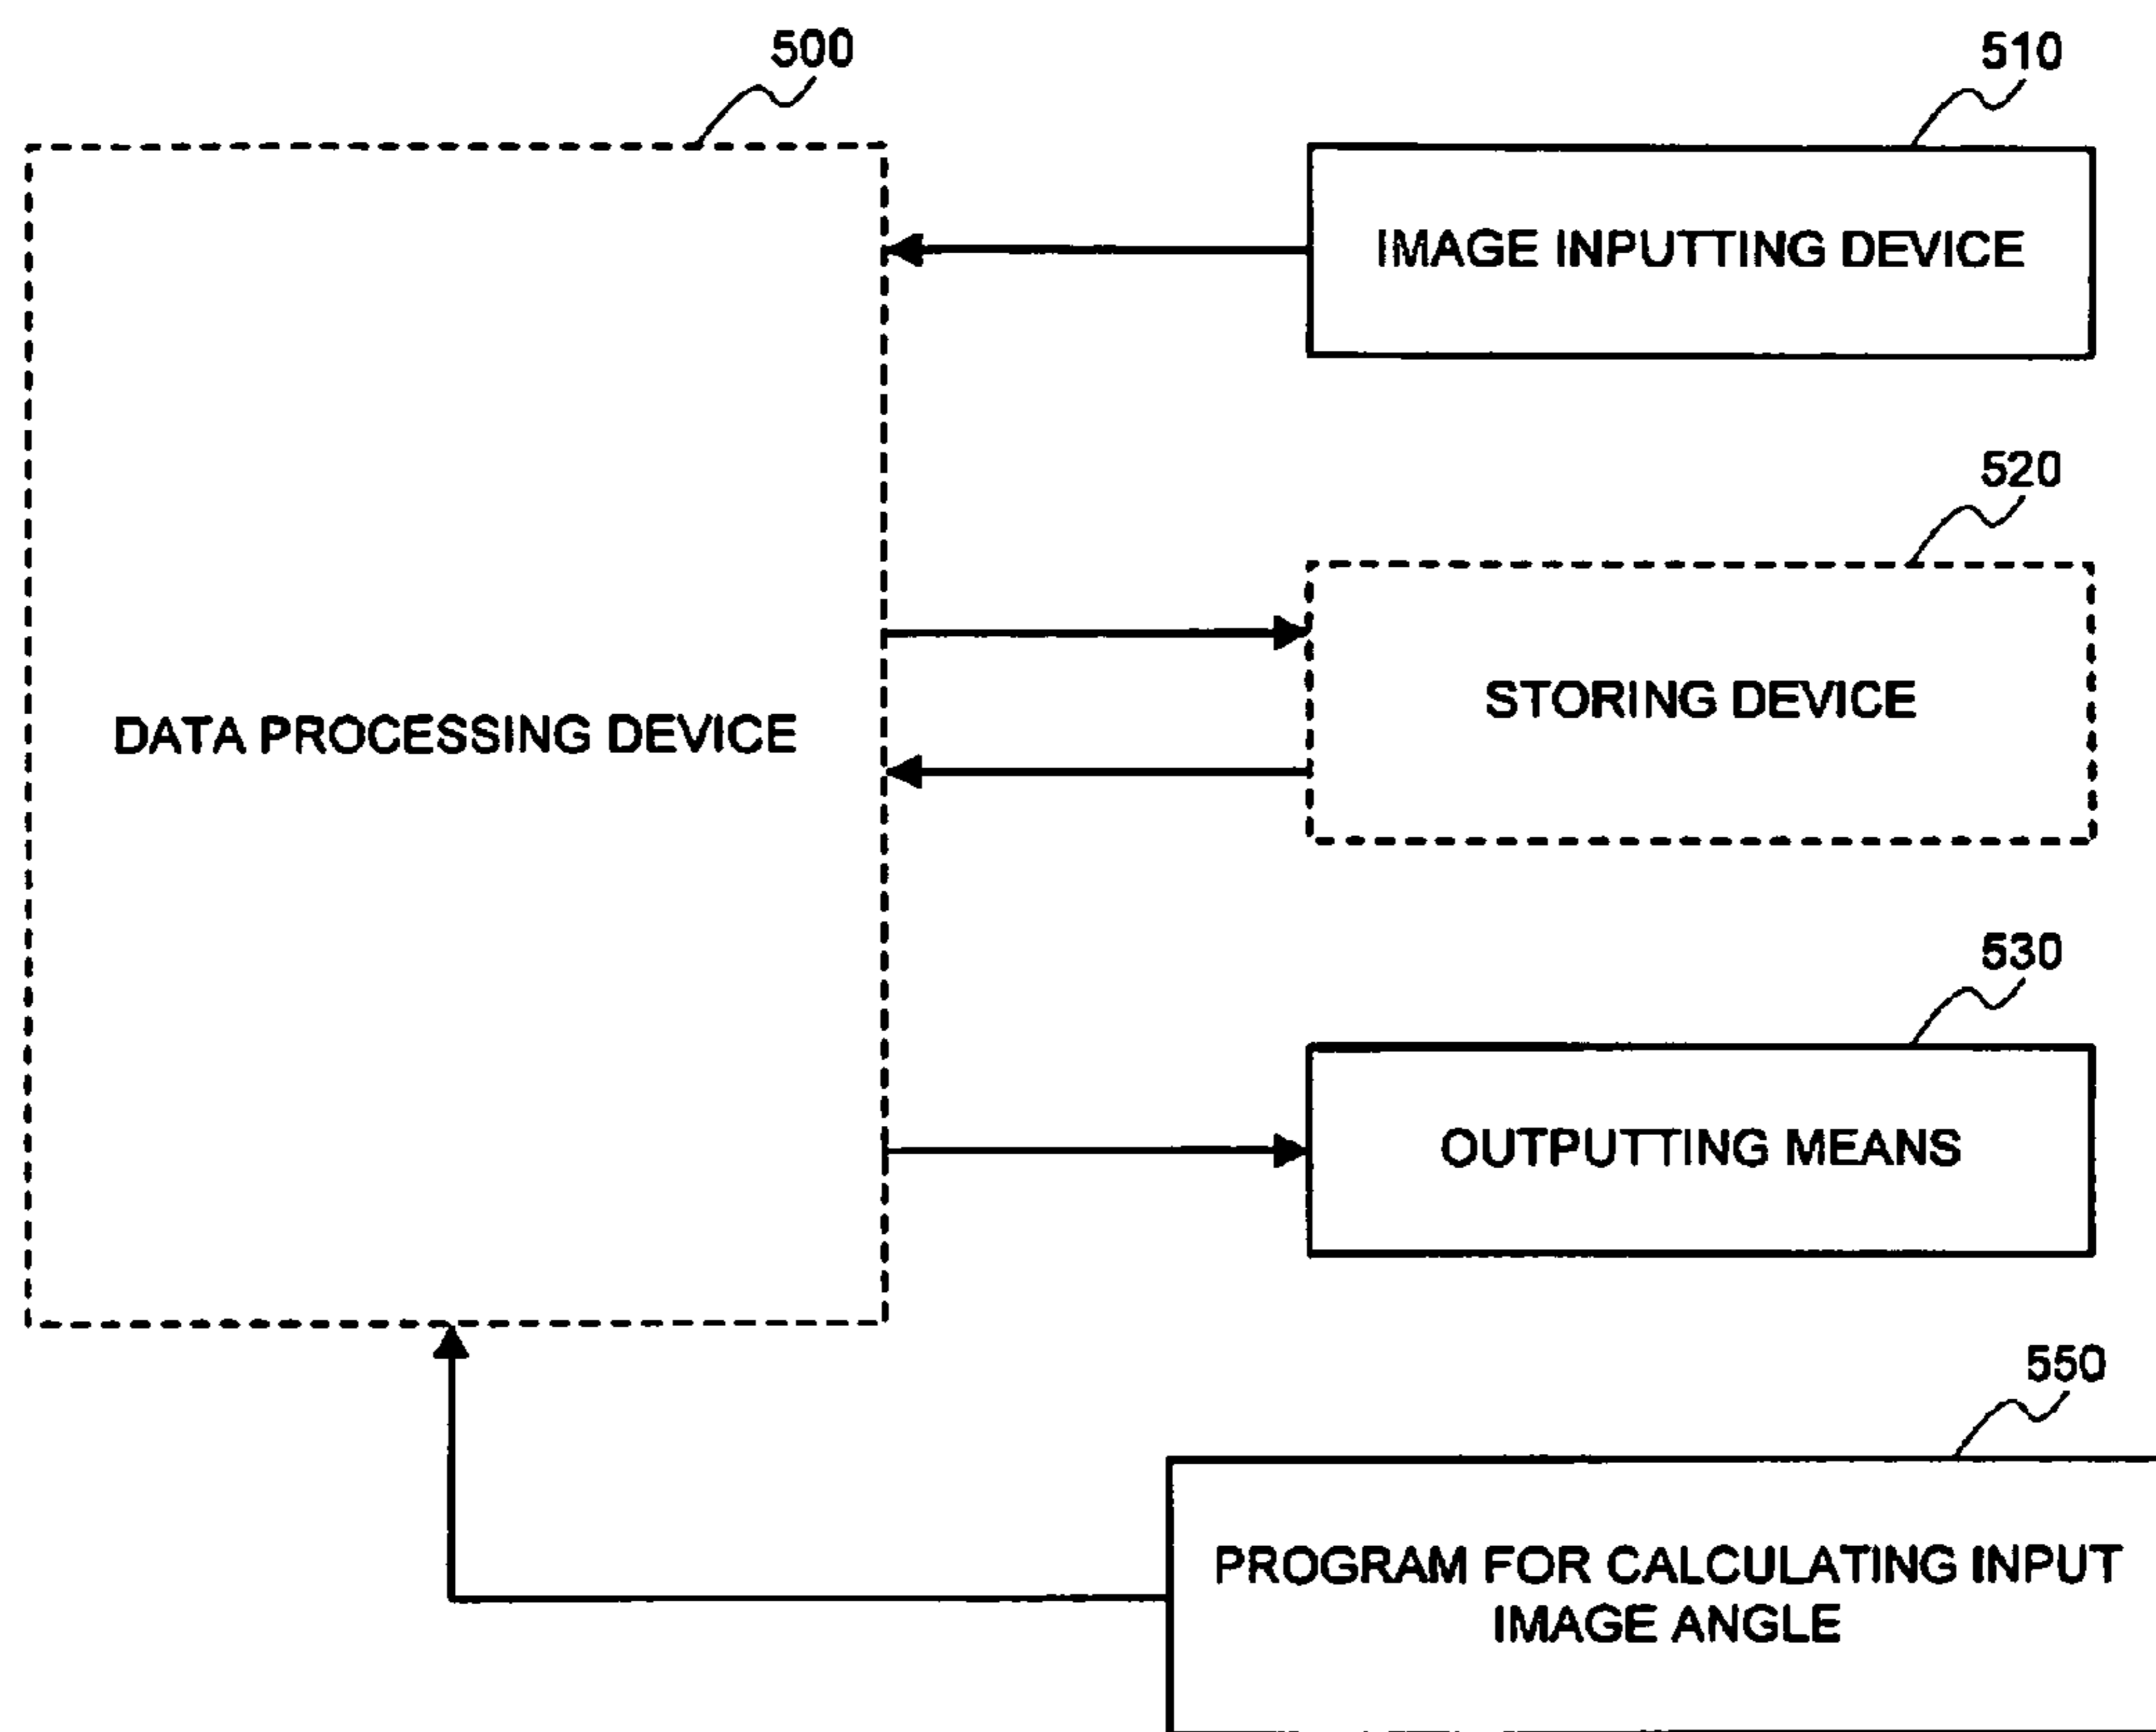 500
510
IMAGE INPUTTING DEVICE
520
STORING DEVICE
DATA PROCESSING DEVICE
530
OUTPUTTING MEANS
550
PROGRAM FOR CALCULATING INPUT
IMAGE ANGLE